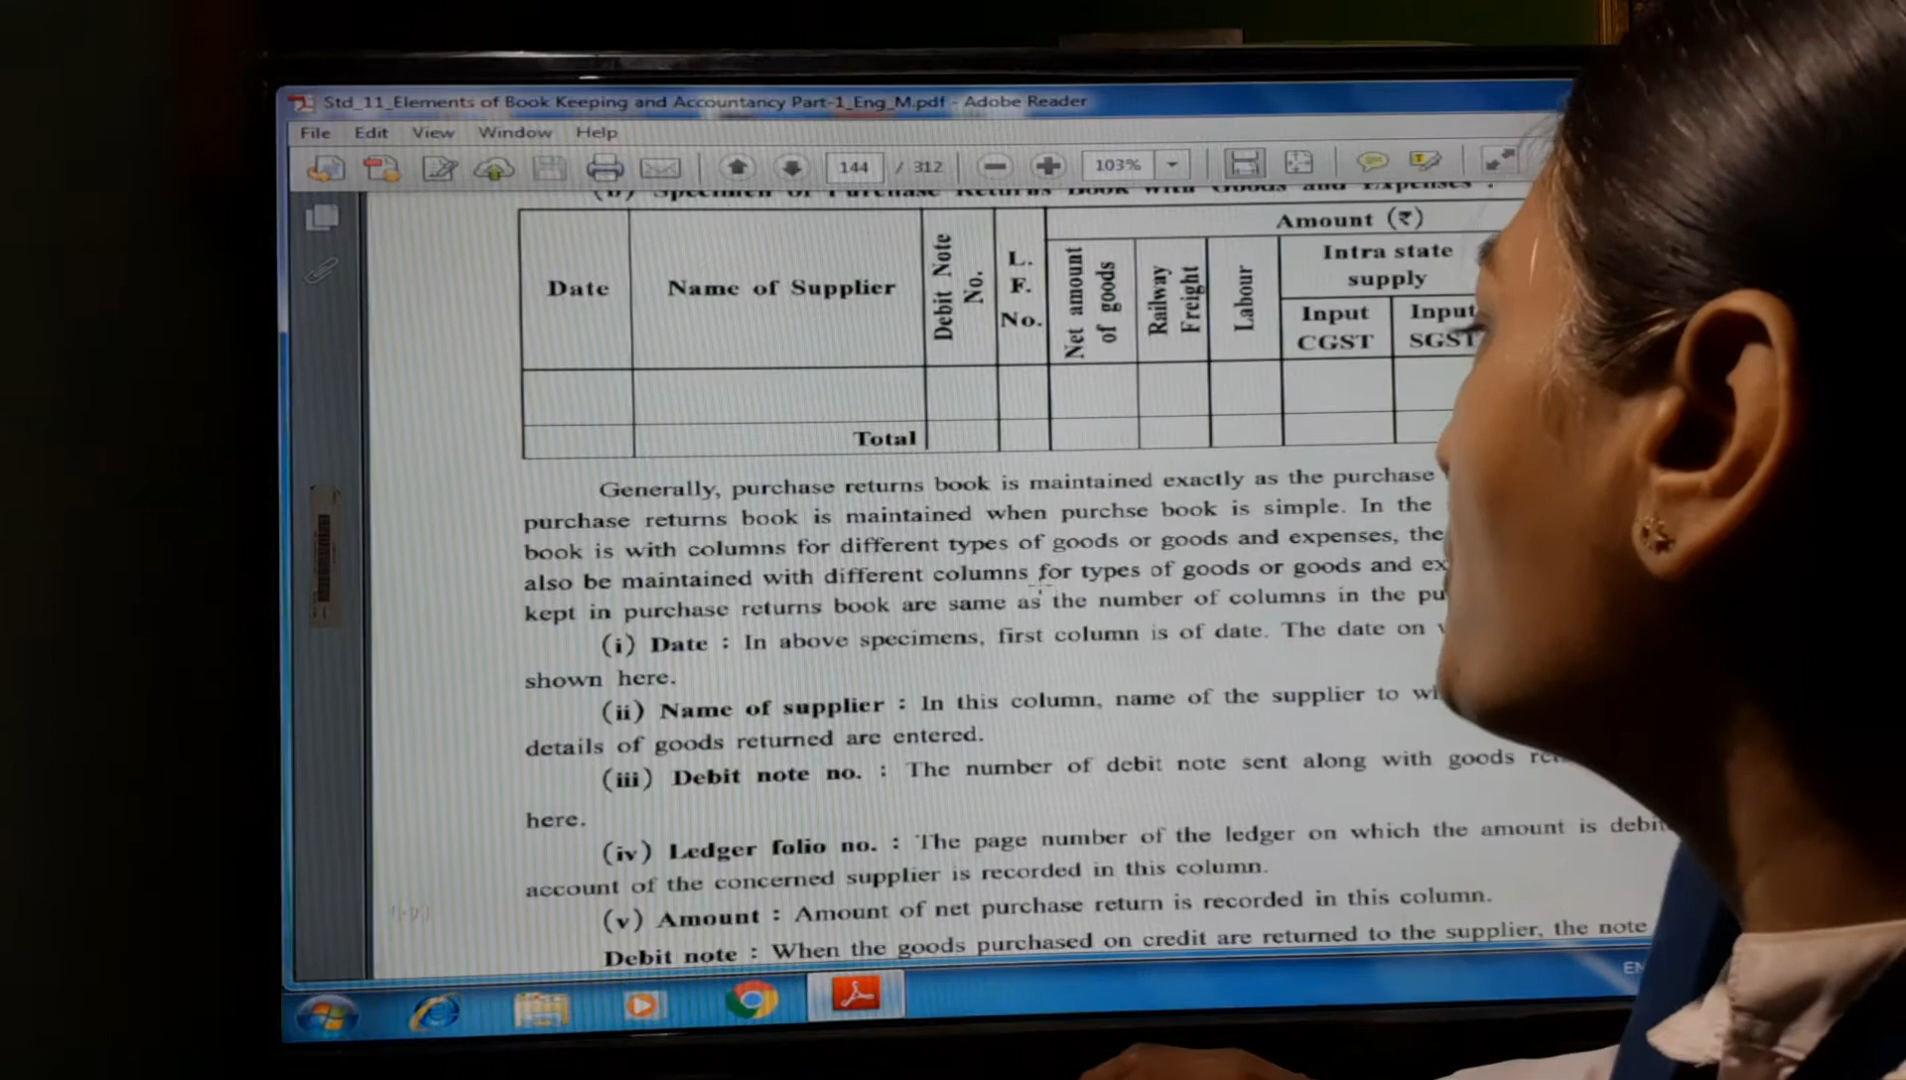 Std_11_Elements of Book Keeping and Accountancy Part-1_Eng_M.pdf - Adobe Reader
File Edit View Window Help
144 / 312 103%
(b) Specimen of Purchase Returns Book with Goods and Expenses :
Date
Name of Supplier
Debit Note No.
L. F. No.
Amount (₹)
Net amount of goods
Railway Freight
Labour
Intra state supply
Input CGST
Input SGST
Total
Generally, purchase returns book is maintained exactly as the purchase
purchase returns book is maintained when purchse book is simple. In the
book is with columns for different types of goods or goods and expenses, the
also be maintained with different columns for types of goods or goods and
kept in purchase returns book are same as the number of columns in the
(i) Date : In above specimens, first column is of date. The date on
shown here.
(ii) Name of supplier : In this column, name of the supplier to
details of goods returned are entered.
(iii) Debit note no. : The number of debit note sent along with goods
here.
(iv) Ledger folio no. : The page number of the ledger on which the amount is
account of the concerned supplier is recorded in this column.
(v) Amount : Amount of net purchase return is recorded in this column.
Debit note : When the goods purchased on credit are returned to the supplier, the note